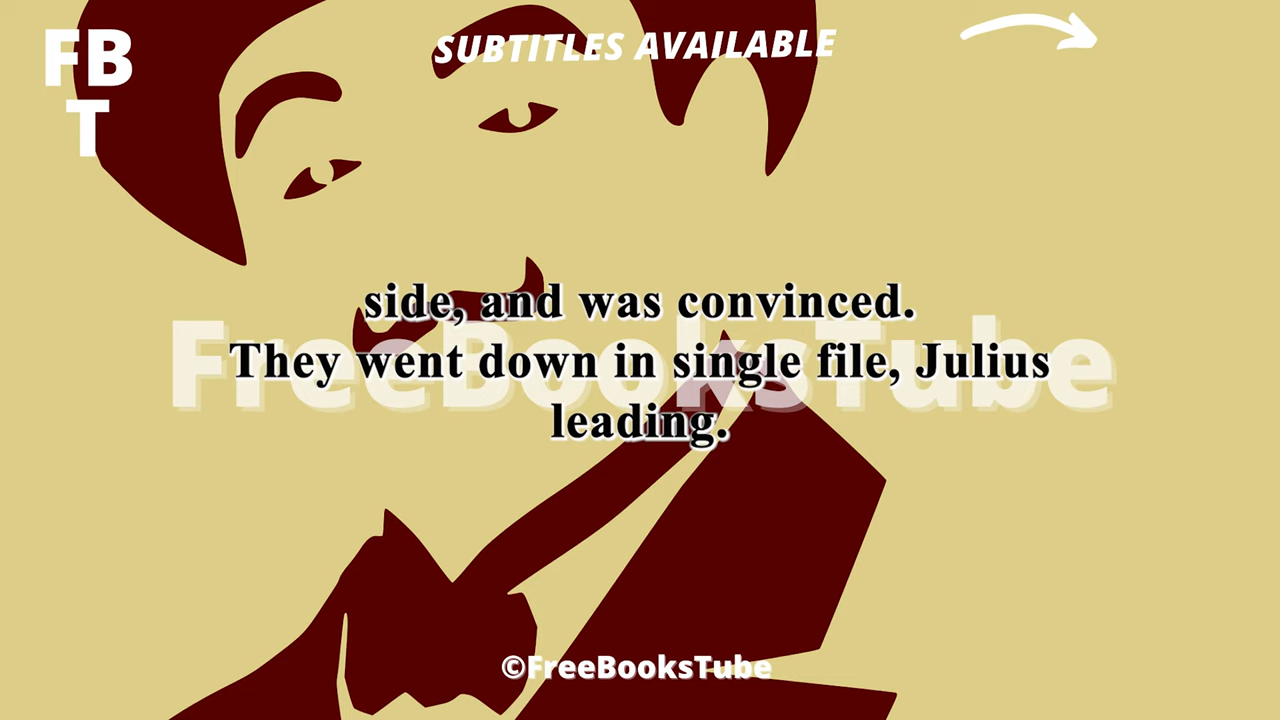 FB
T
SUBTITLES AVAILABLE
side, and was convinced.
FreeBooksTube
They went down in single file, Julius
leading.
©FreeBooksTube